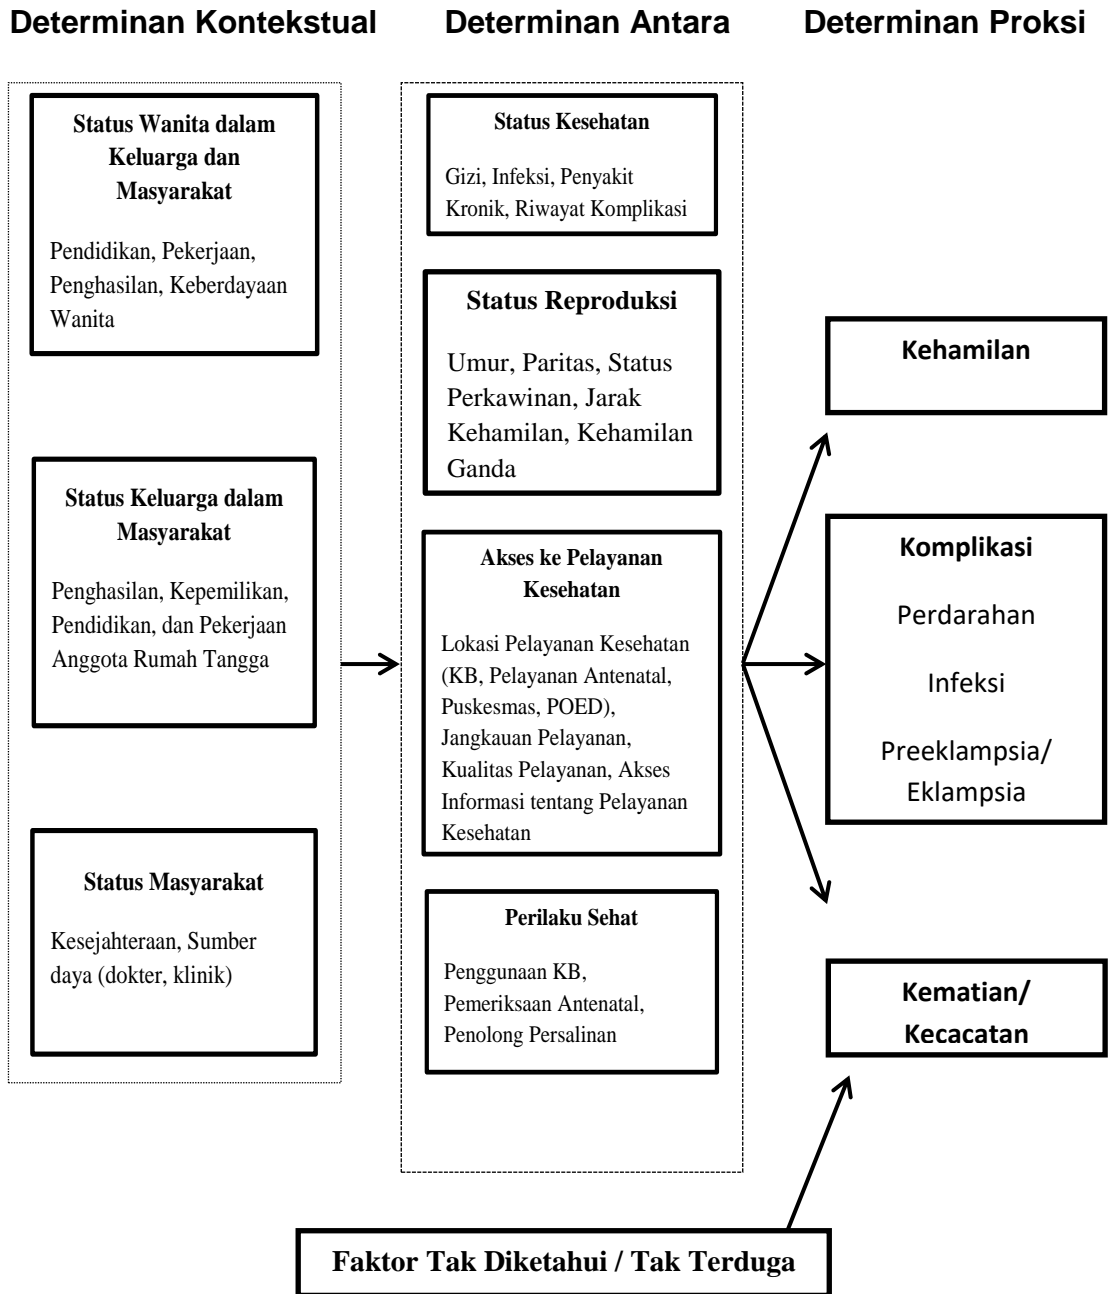 Determinan Kontekstual
Determinan Antara
Determinan Proksi
Status Wanita dalam
Keluarga dan
Masyarakat
Pendidikan, Pekerjaan,
Penghasilan, Keberdayaan
Wanita
Status Keluarga dalam
Masyarakat
Penghasilan, Kepemilikan,
Pendidikan, dan Pekerjaan
Anggota Rumah Tangga
Status Masyarakat
Kesejahteraan, Sumber
daya (dokter, klinik)
Status Kesehatan
Gizi, Infeksi, Penyakit
Kronik, Riwayat Komplikasi
Status Reproduksi
Umur, Paritas, Status
Perkawinan, Jarak
Kehamilan, Kehamilan
Ganda
Akses ke Pelayanan
Kesehatan
Lokasi Pelayanan Kesehatan
(KB, Pelayanan Antenatal,
Puskesmas, POED),
Jangkauan Pelayanan,
Kualitas Pelayanan, Akses
Informasi tentang Pelayanan
Kesehatan
Perilaku Sehat
Penggunaan KB,
Pemeriksaan Antenatal,
Penolong Persalinan
Kehamilan
Komplikasi
Perdarahan
Infeksi
Preeklampsia/
Eklampsia
Kematian/
Kecacatan
Faktor Tak Diketahui / Tak Terduga